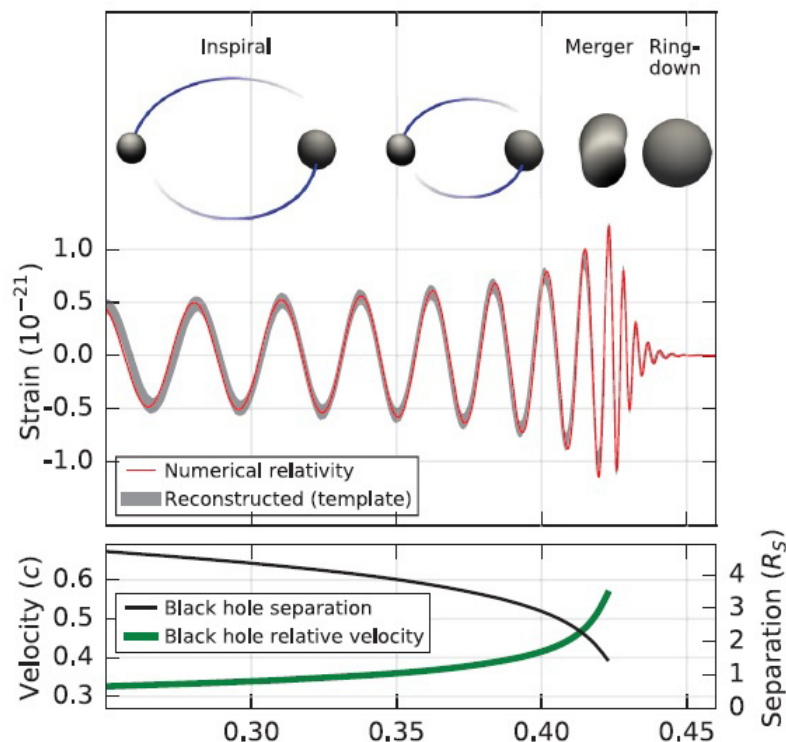 Inspiral
Merger
Ring-
down
Strain (10⁻²¹)
1.0
0.5
0.0
-0.5
-1.0
Numerical relativity
Reconstructed (template)
Velocity (c)
0.6
0.5
0.4
0.3
Black hole separation
Black hole relative velocity
4
3
2
1
0
Separation (R_S)
0.30
0.35
0.40
0.45